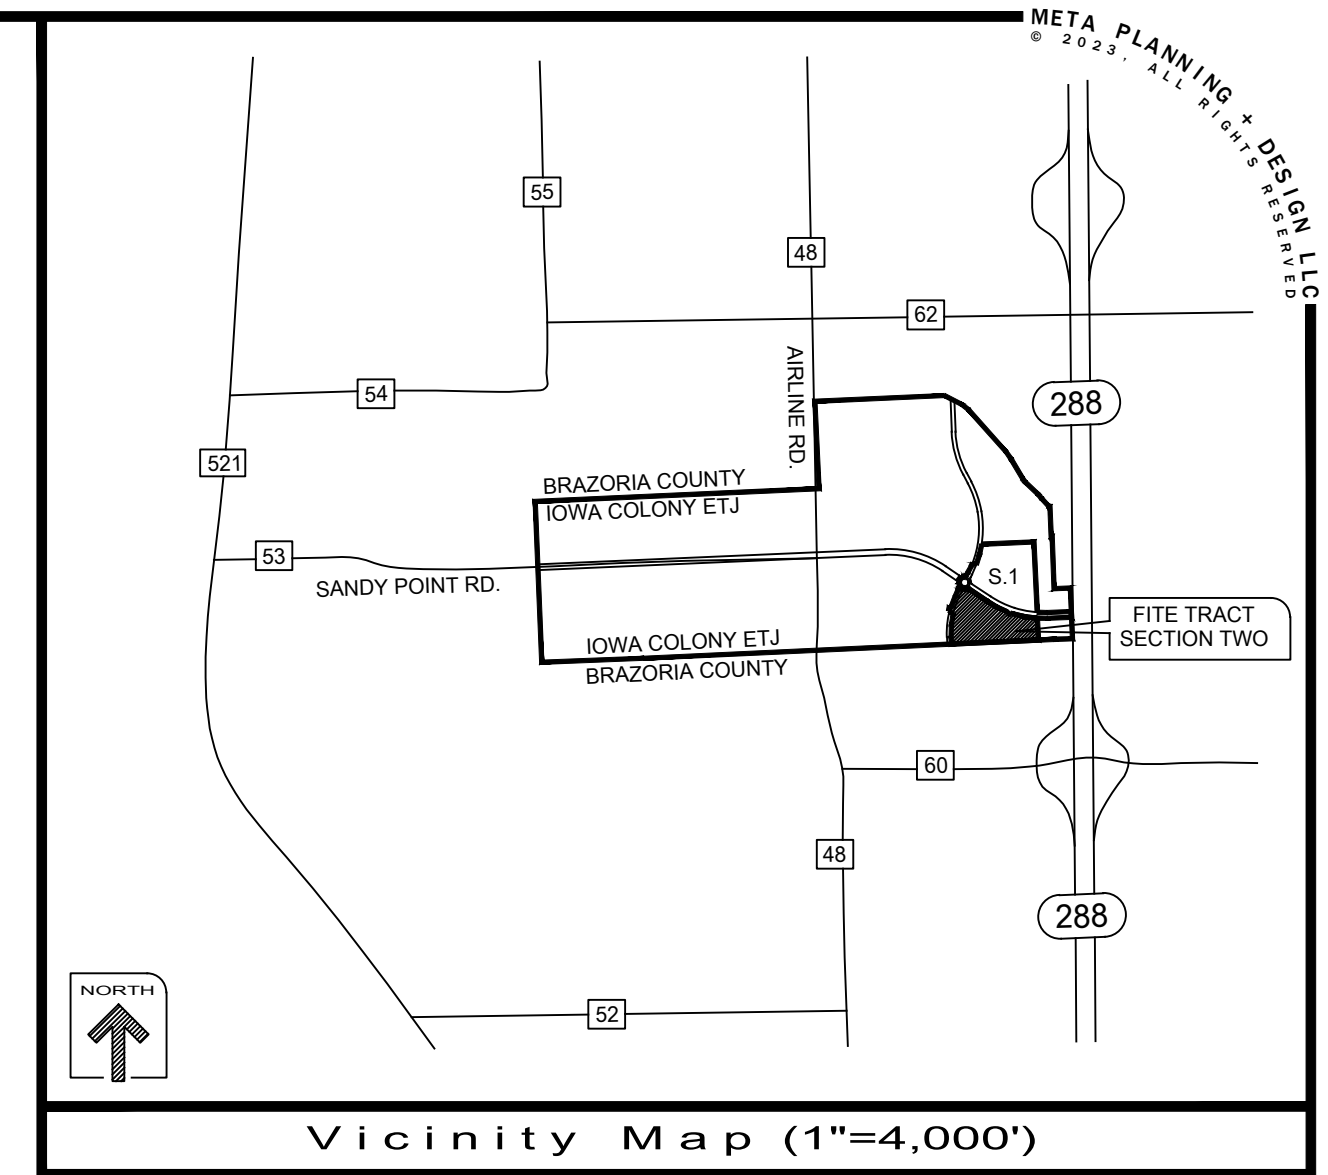 META PLANNING + DESIGN LLC
© 2023, ALL RIGHTS RESERVED
55
48
62
AIRLINE RD.
54
288
521
BRAZORIA COUNTY
IOWA COLONY ETJ
53
SANDY POINT RD.
S.1
FITE TRACT
SECTION TWO
IOWA COLONY ETJ
BRAZORIA COUNTY
60
48
288
NORTH
52
Vicinity Map (1"=4,000')